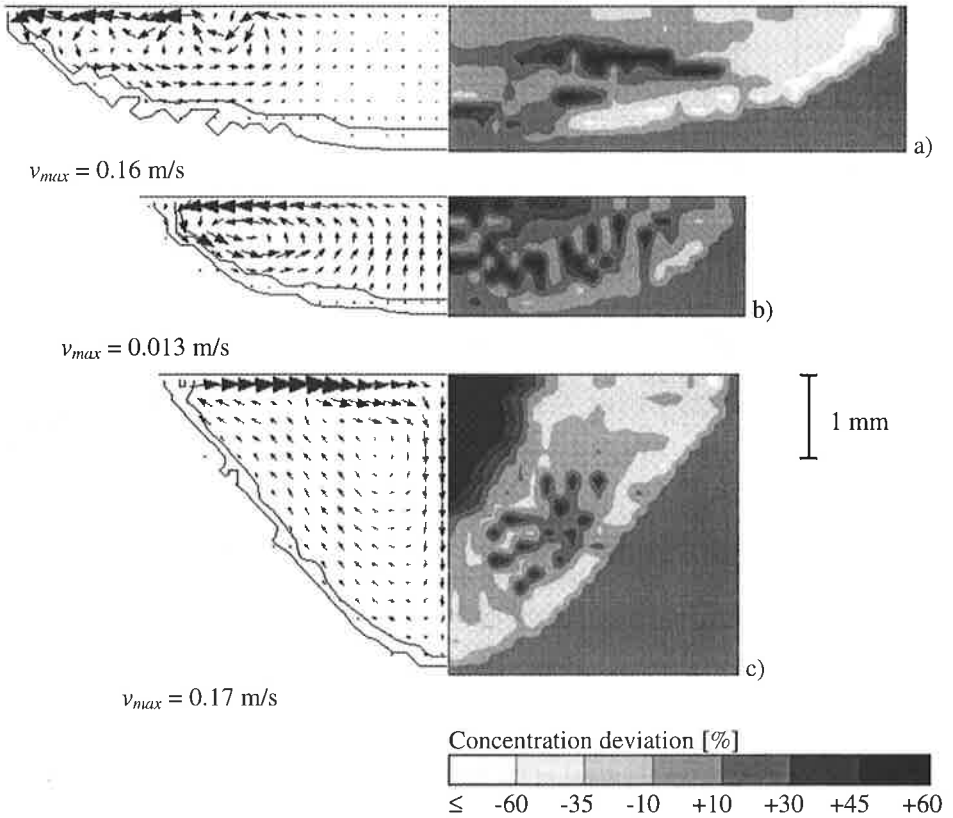 a)
v_max = 0.16 m/s
b)
v_max = 0.013 m/s
1 mm
c)
v_max = 0.17 m/s
Concentration deviation [%]
≤ -60 -35 -10 +10 +30 +45 +60